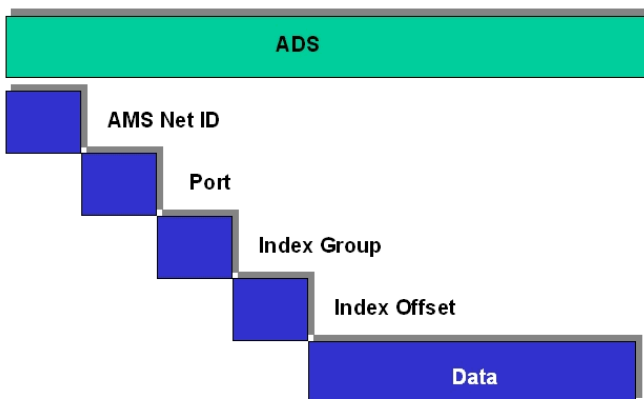 ADS
AMS Net ID
Port
Index Group
Index Offset
Data